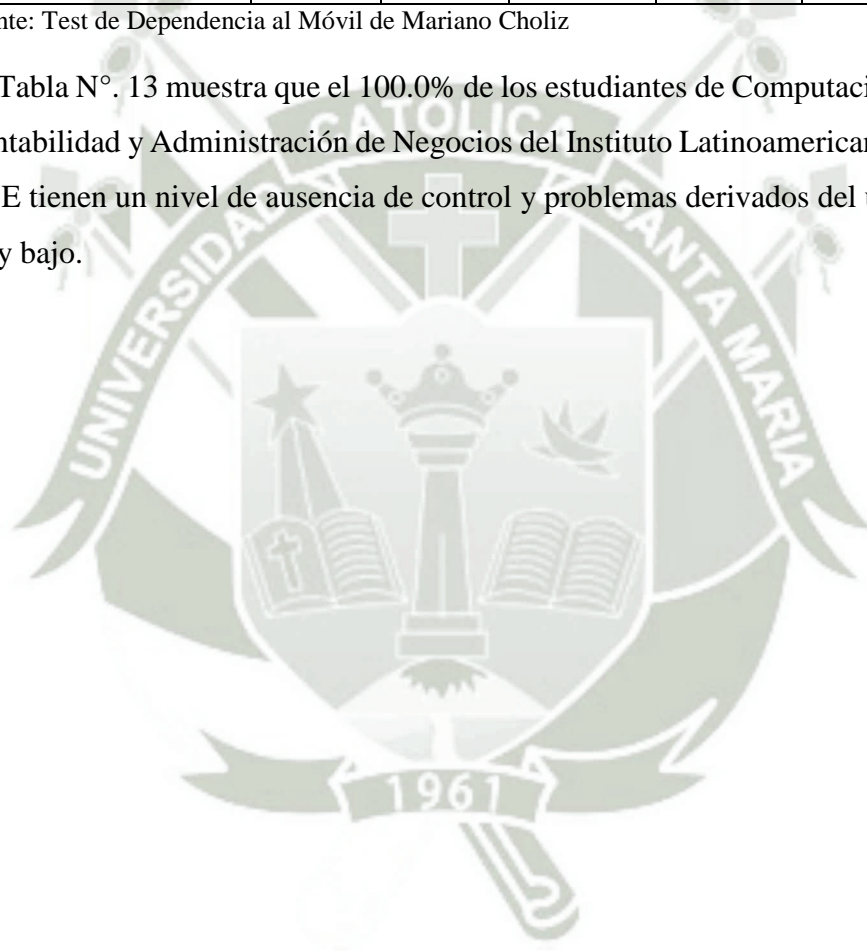 nte: Test de Dependencia al Móvil de Mariano Choliz
Tabla N°. 13 muestra que el 100.0% de los estudiantes de Computaci
ntabilidad y Administración de Negocios del Instituto Latinoamerican
E tienen un nivel de ausencia de control y problemas derivados del
y bajo.
UNIVERSIDAD CATÓLICA SANTA MARIA
1961